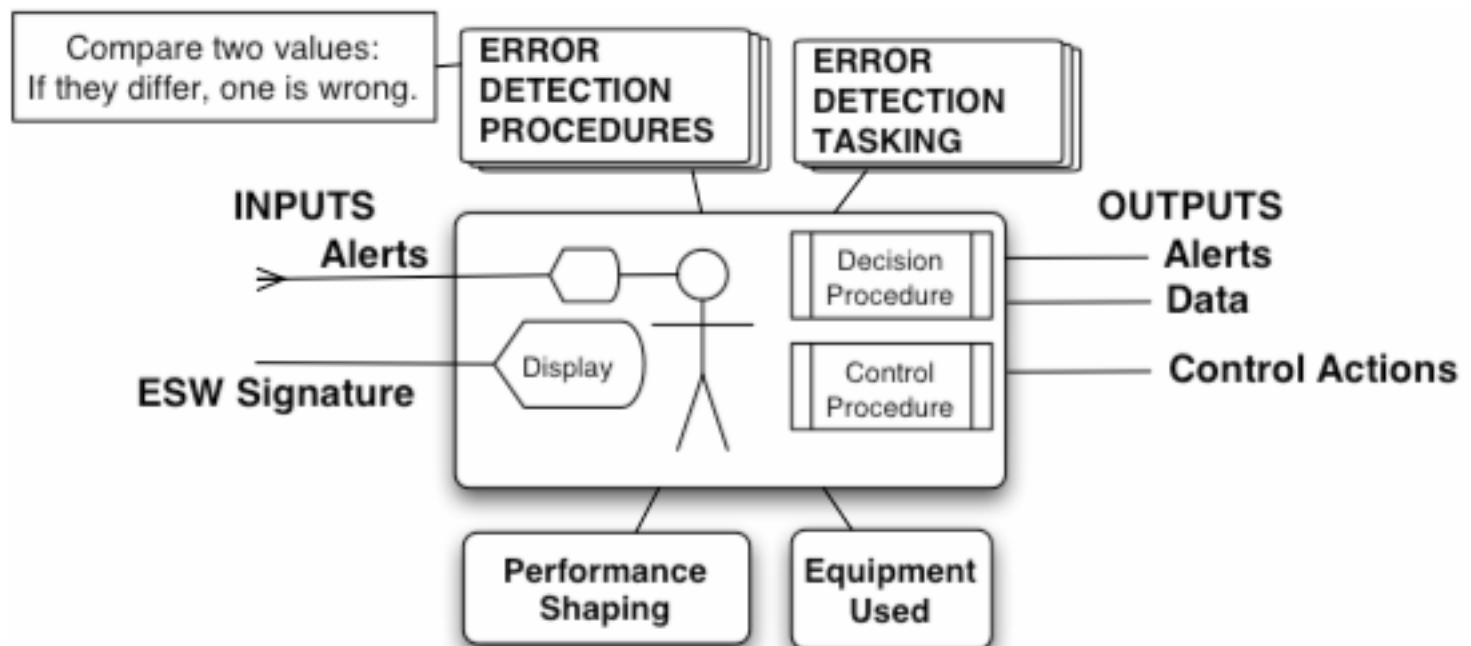 Compare two values:
If they differ, one is wrong.
ERROR
DETECTION
PROCEDURES
ERROR
DETECTION
TASKING
INPUTS
Alerts
ESW Signature
Display
Decision
Procedure
Control
Procedure
OUTPUTS
Alerts
Data
Control Actions
Performance
Shaping
Equipment
Used